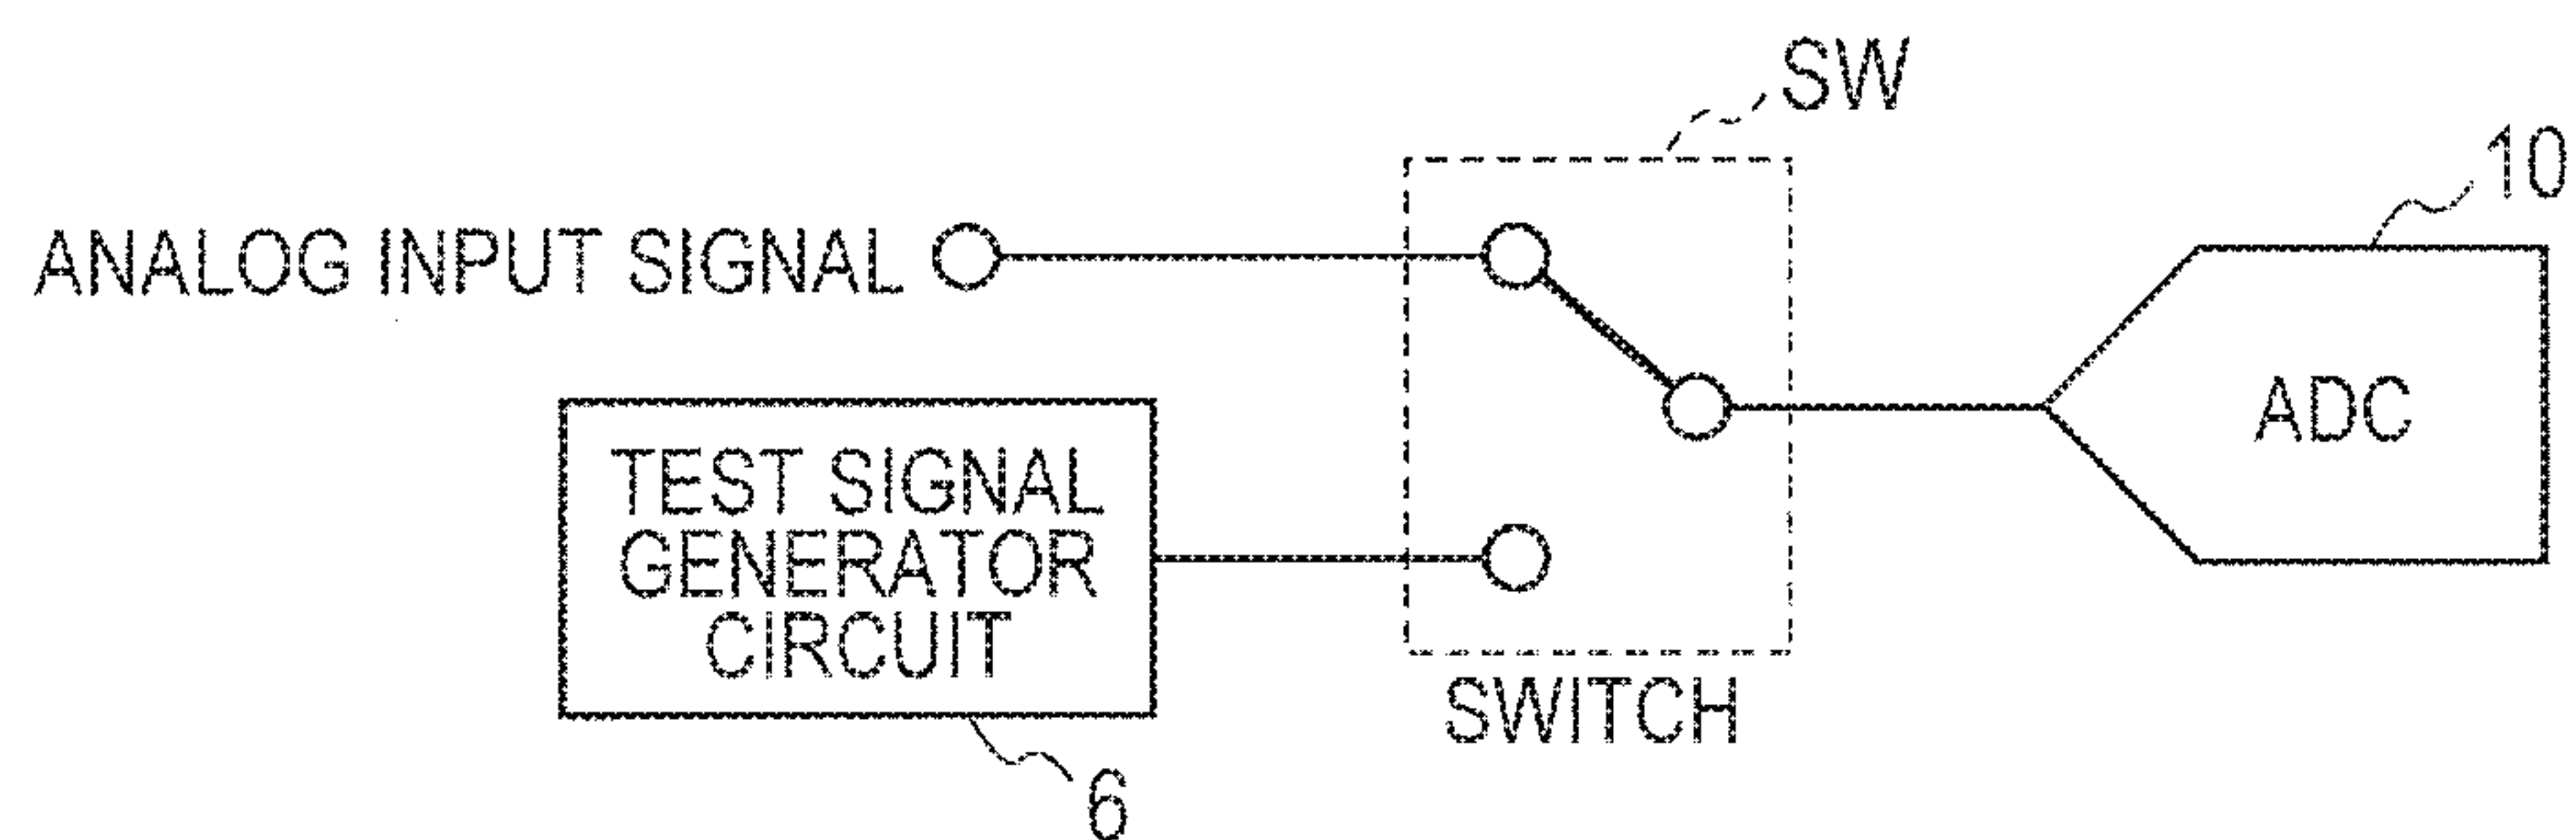 SW
10
ANALOG INPUT SIGNAL
ADC
TEST SIGNAL
GENERATOR
CIRCUIT
SWITCH
6